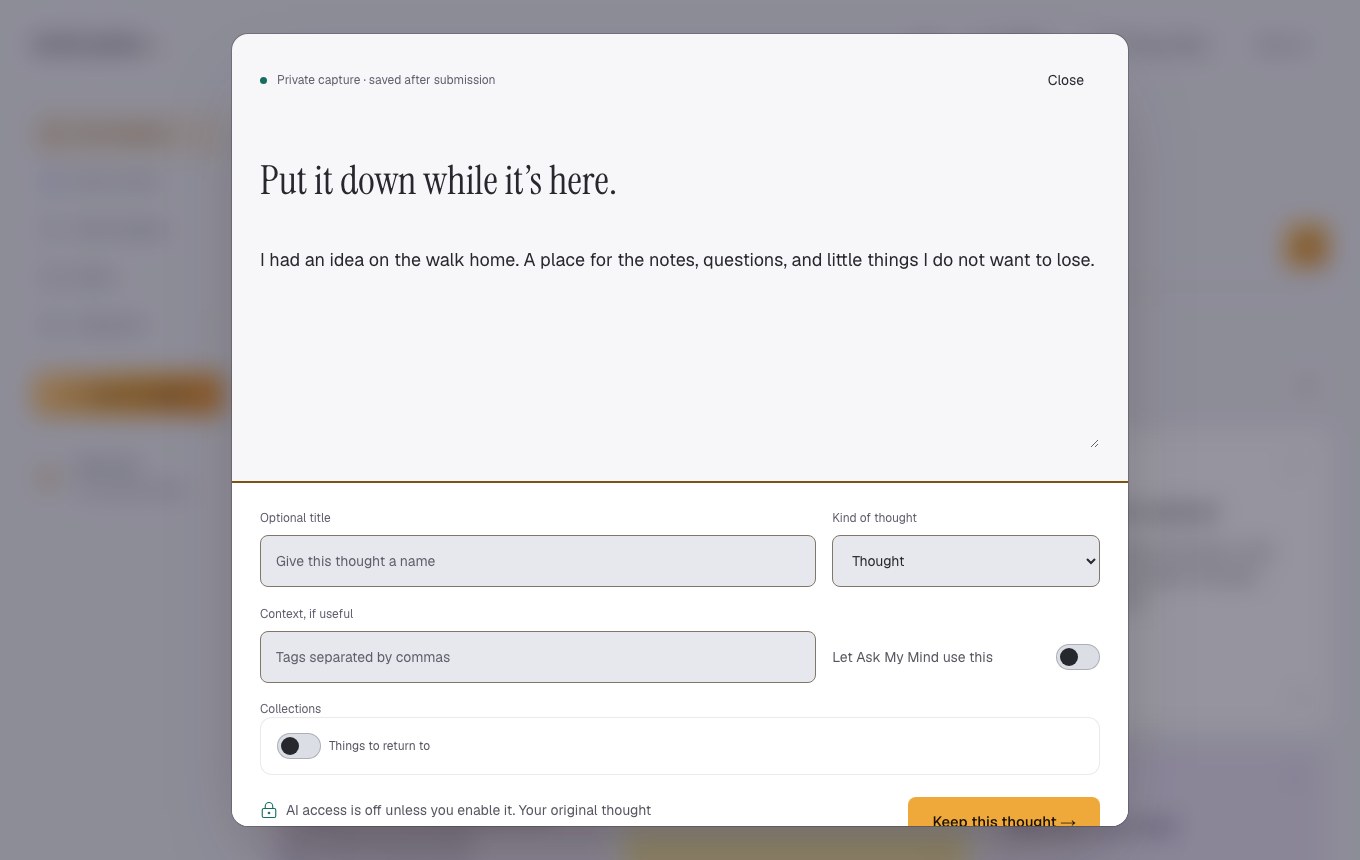 Private capture · saved after submission
Close
Put it down while it’s here.
I had an idea on the walk home. A place for the notes, questions, and little things I do not want to lose.
Optional title
Kind of thought
Give this thought a name
Thought
Context, if useful
Tags separated by commas
Let Ask My Mind use this
Collections
Things to return to
AI access is off unless you enable it. Your original thought
Keep this thought →